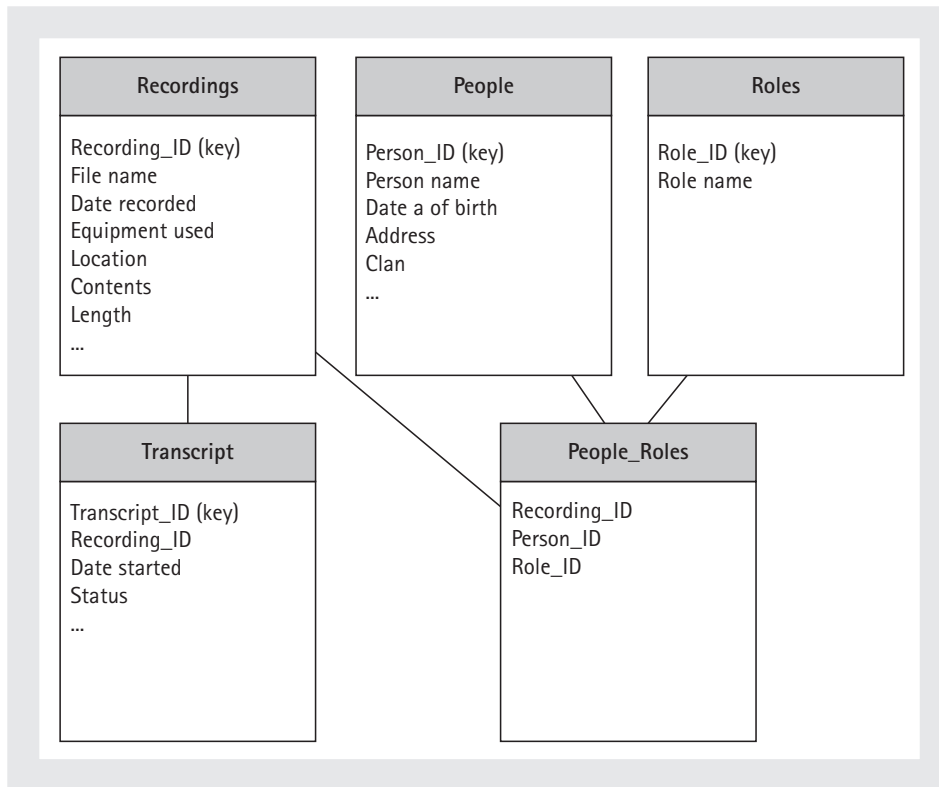 Recordings
Recording_ID (key)
File name
Date recorded
Equipment used
Location
Contents
Length
...
People
Person_ID (key)
Person name
Date a of birth
Address
Clan
...
Roles
Role_ID (key)
Role name
Transcript
Transcript_ID (key)
Recording_ID
Date started
Status
...
People_Roles
Recording_ID
Person_ID
Role_ID